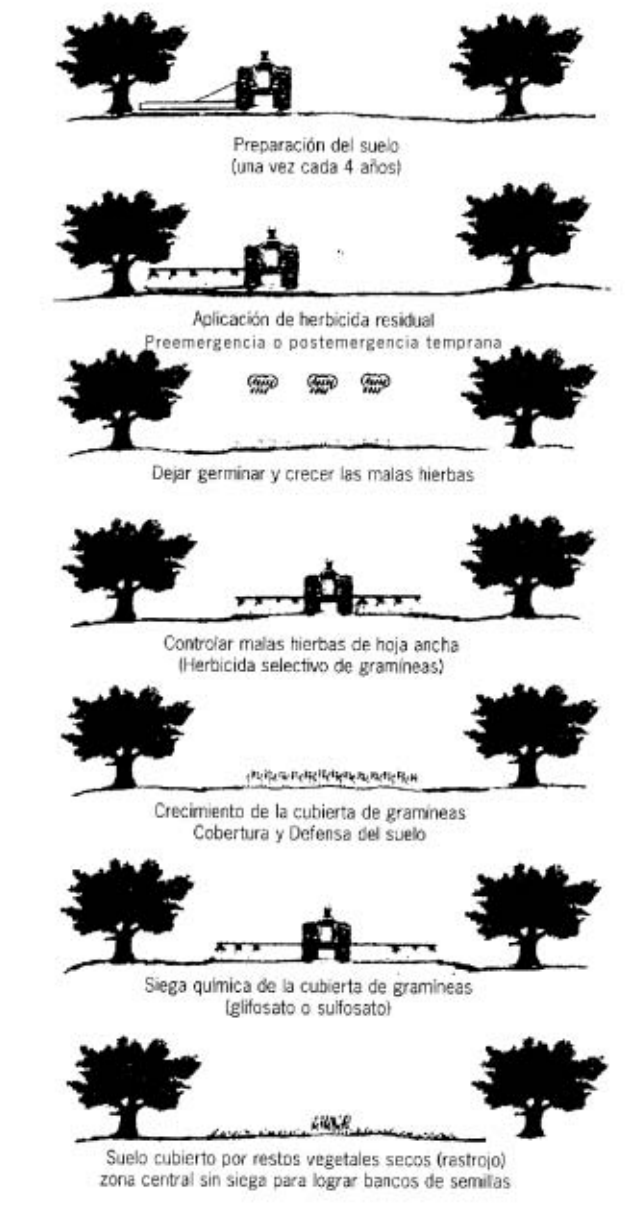 Preparación del suelo
(una vez cada 4 años)
Aplicación de herbicida residual
Preemergencia o postemergencia temprana
Dejar germinar y crecer las malas hierbas
Controlar malas hierbas de hoja ancha
(Herbicida selectivo de gramíneas)
Crecimiento de la cubierta de gramíneas
Cobertura y Defensa del suelo
Siega química de la cubierta de gramíneas
(glifosato o sulfosato)
Suelo cubierto por restos vegetales secos (rastrojo)
zona central sin siega para lograr bancos de semillas